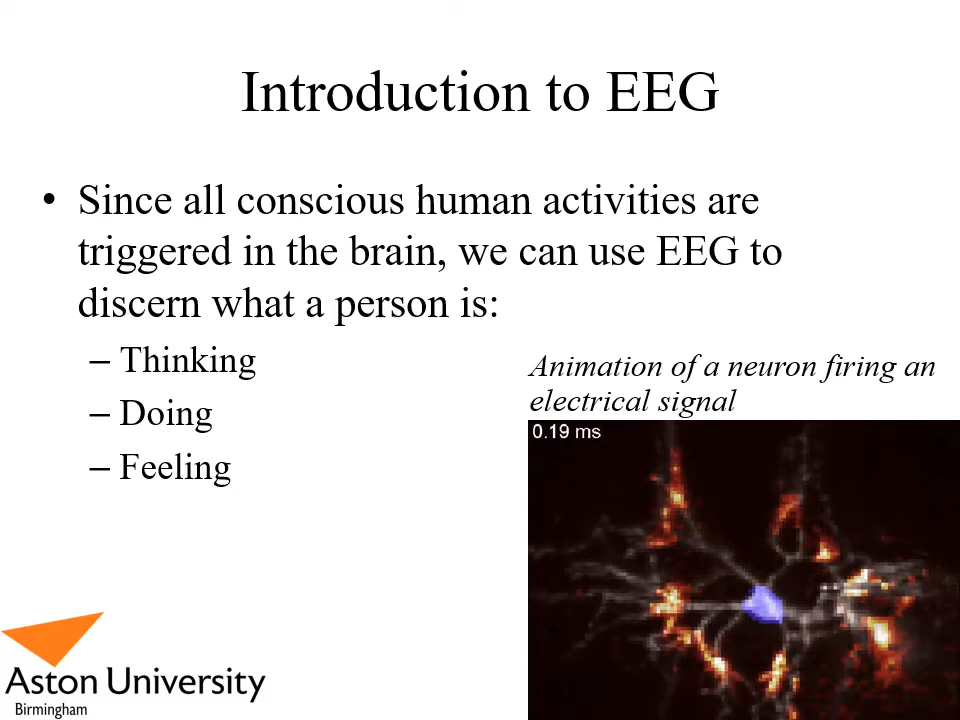 Introduction to EEG
• Since all conscious human activities are
triggered in the brain, we can use EEG to
discern what a person is:
– Thinking
– Doing
– Feeling
Animation of a neuron firing an
electrical signal
0.19 ms
Aston University
Birmingham